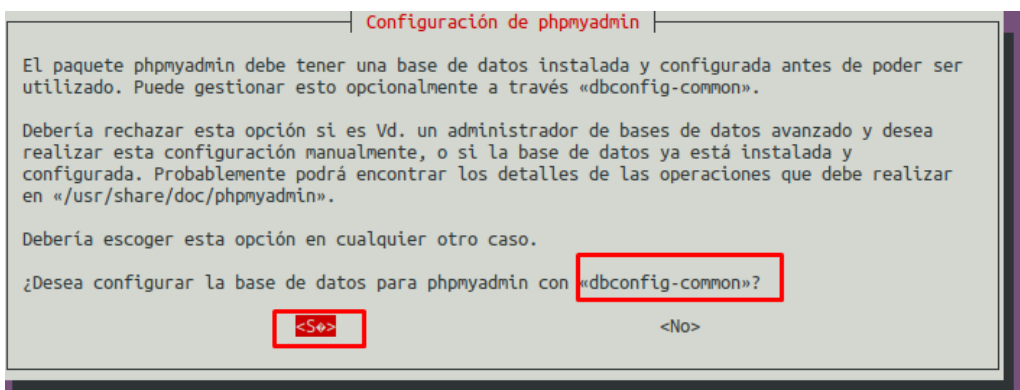 Configuración de phpmyadmin
El paquete phpmyadmin debe tener una base de datos instalada y configurada antes de poder ser
utilizado. Puede gestionar esto opcionalmente a través «dbconfig-common».
Debería rechazar esta opción si es Vd. un administrador de bases de datos avanzado y desea
realizar esta configuración manualmente, o si la base de datos ya está instalada y
configurada. Probablemente podrá encontrar los detalles de las operaciones que debe realizar
en «/usr/share/doc/phpmyadmin».
Debería escoger esta opción en cualquier otro caso.
¿Desea configurar la base de datos para phpmyadmin con «dbconfig-common»?
<S�> <No>